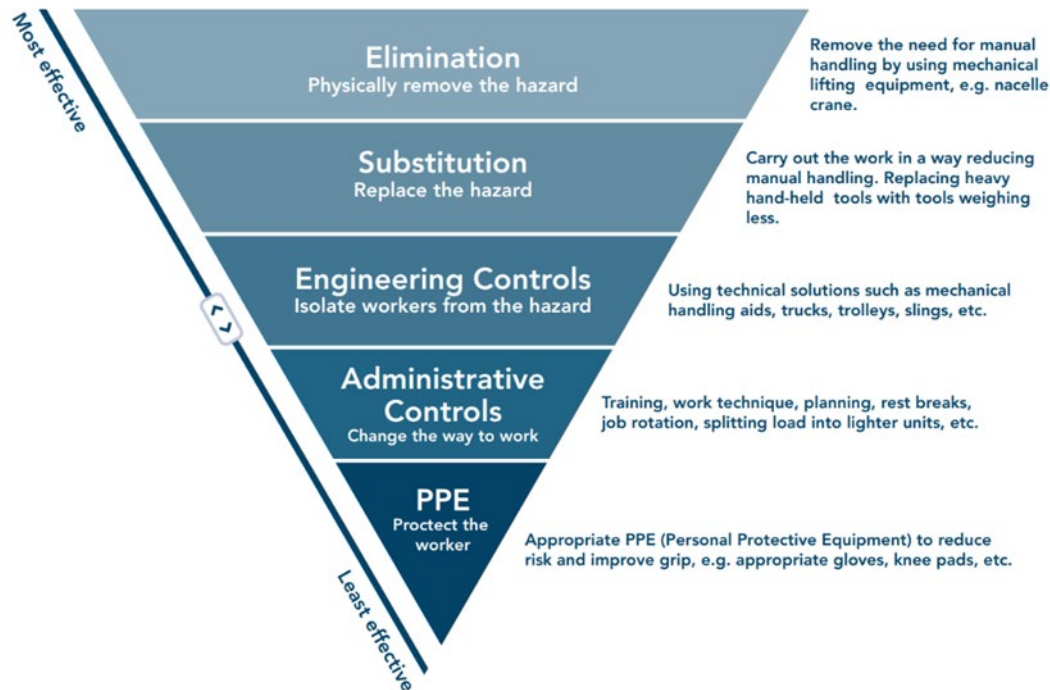 Most effective
Elimination
Physically remove the hazard
Remove the need for manual
handling by using mechanical
lifting equipment, e.g. nacelle
crane.
Substitution
Replace the hazard
Carry out the work in a way reducing
manual handling. Replacing heavy
hand-held tools with tools weighing
less.
Engineering Controls
Isolate workers from the hazard
Using technical solutions such as mechanical
handling aids, trucks, trolleys, slings, etc.
Administrative
Controls
Change the way to work
Training, work technique, planning, rest breaks,
job rotation, splitting load into lighter units, etc.
PPE
Proctect the
worker
Appropriate PPE (Personal Protective Equipment) to reduce
risk and improve grip, e.g. appropriate gloves, knee pads, etc.
Least effective